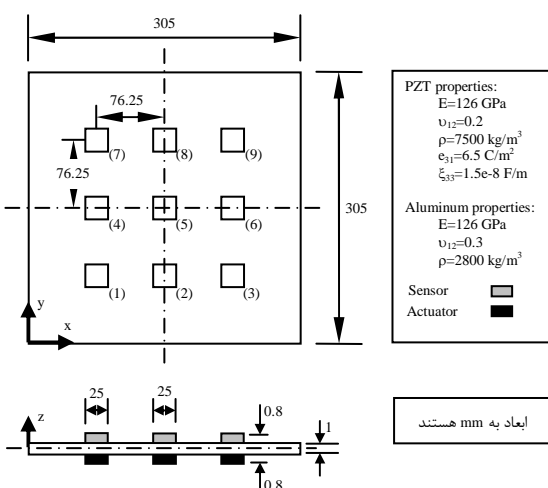 305
76.25
76.25
(7)
(8)
(9)
(4)
(5)
(6)
(1)
(2)
(3)
305
y
x
PZT properties:
E=126 GPa
υ12=0.2
ρ=7500 kg/m³
e31=6.5 C/m²
ξ33=1.5e-8 F/m
Aluminum properties:
E=126 GPa
υ12=0.3
ρ=2800 kg/m³
Sensor
Actuator
25
25
z
0.8
1
0.8
ابعاد به mm هستند